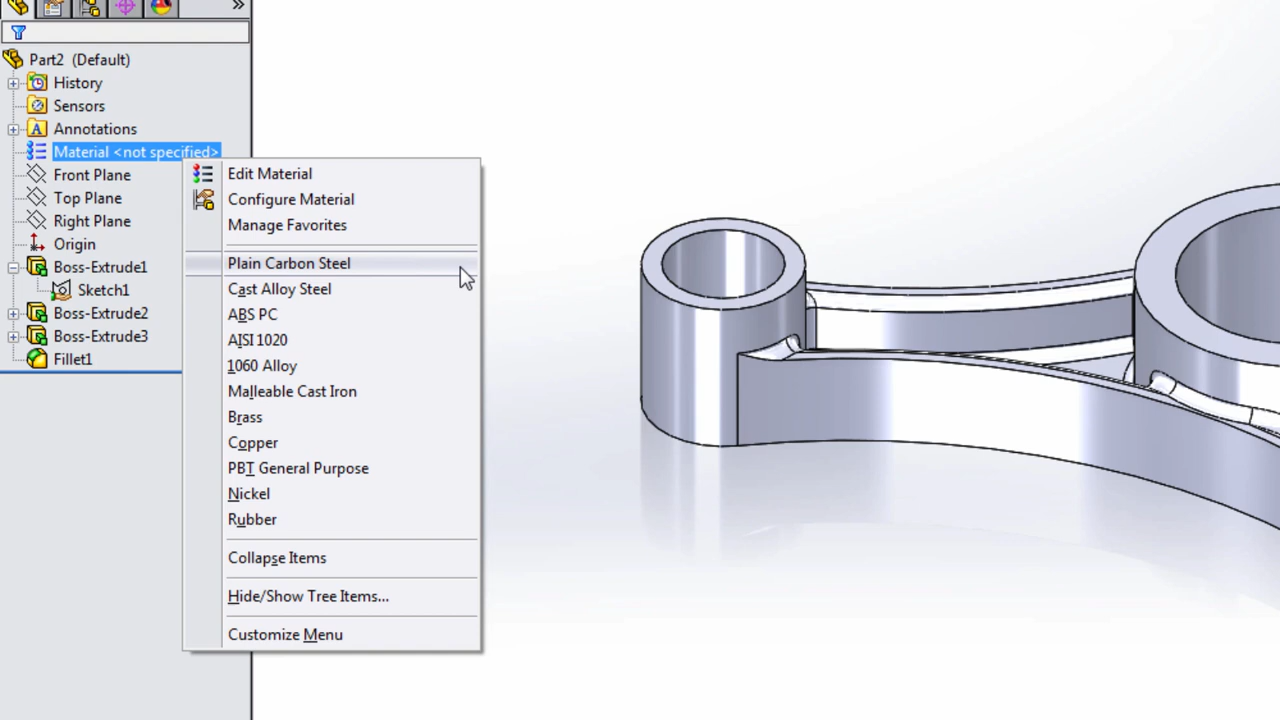 »
Part2 (Default)
History
Sensors
A Annotations
Material <not specified>
Front Plane
Top Plane
Right Plane
Origin
Boss-Extrude1
Sketch1
Boss-Extrude2
Boss-Extrude3
Fillet1
Edit Material
Configure Material
Manage Favorites
Plain Carbon Steel
Cast Alloy Steel
ABS PC
AISI 1020
1060 Alloy
Malleable Cast Iron
Brass
Copper
PBT General Purpose
Nickel
Rubber
Collapse Items
Hide/Show Tree Items...
Customize Menu